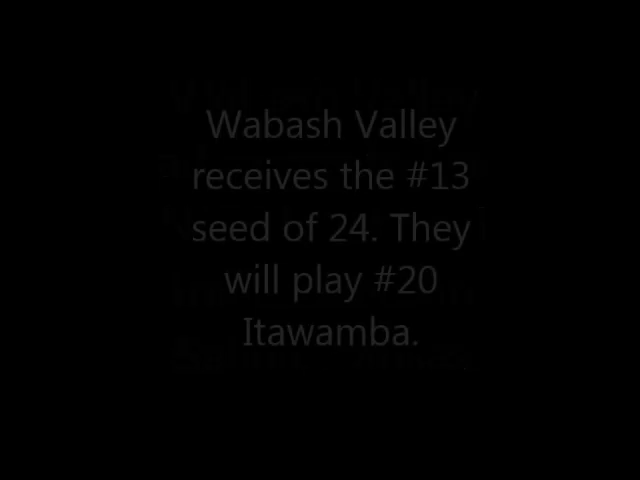 Wabash Valley
receives the #13
seed of 24. They
will play #20
Itawamba.